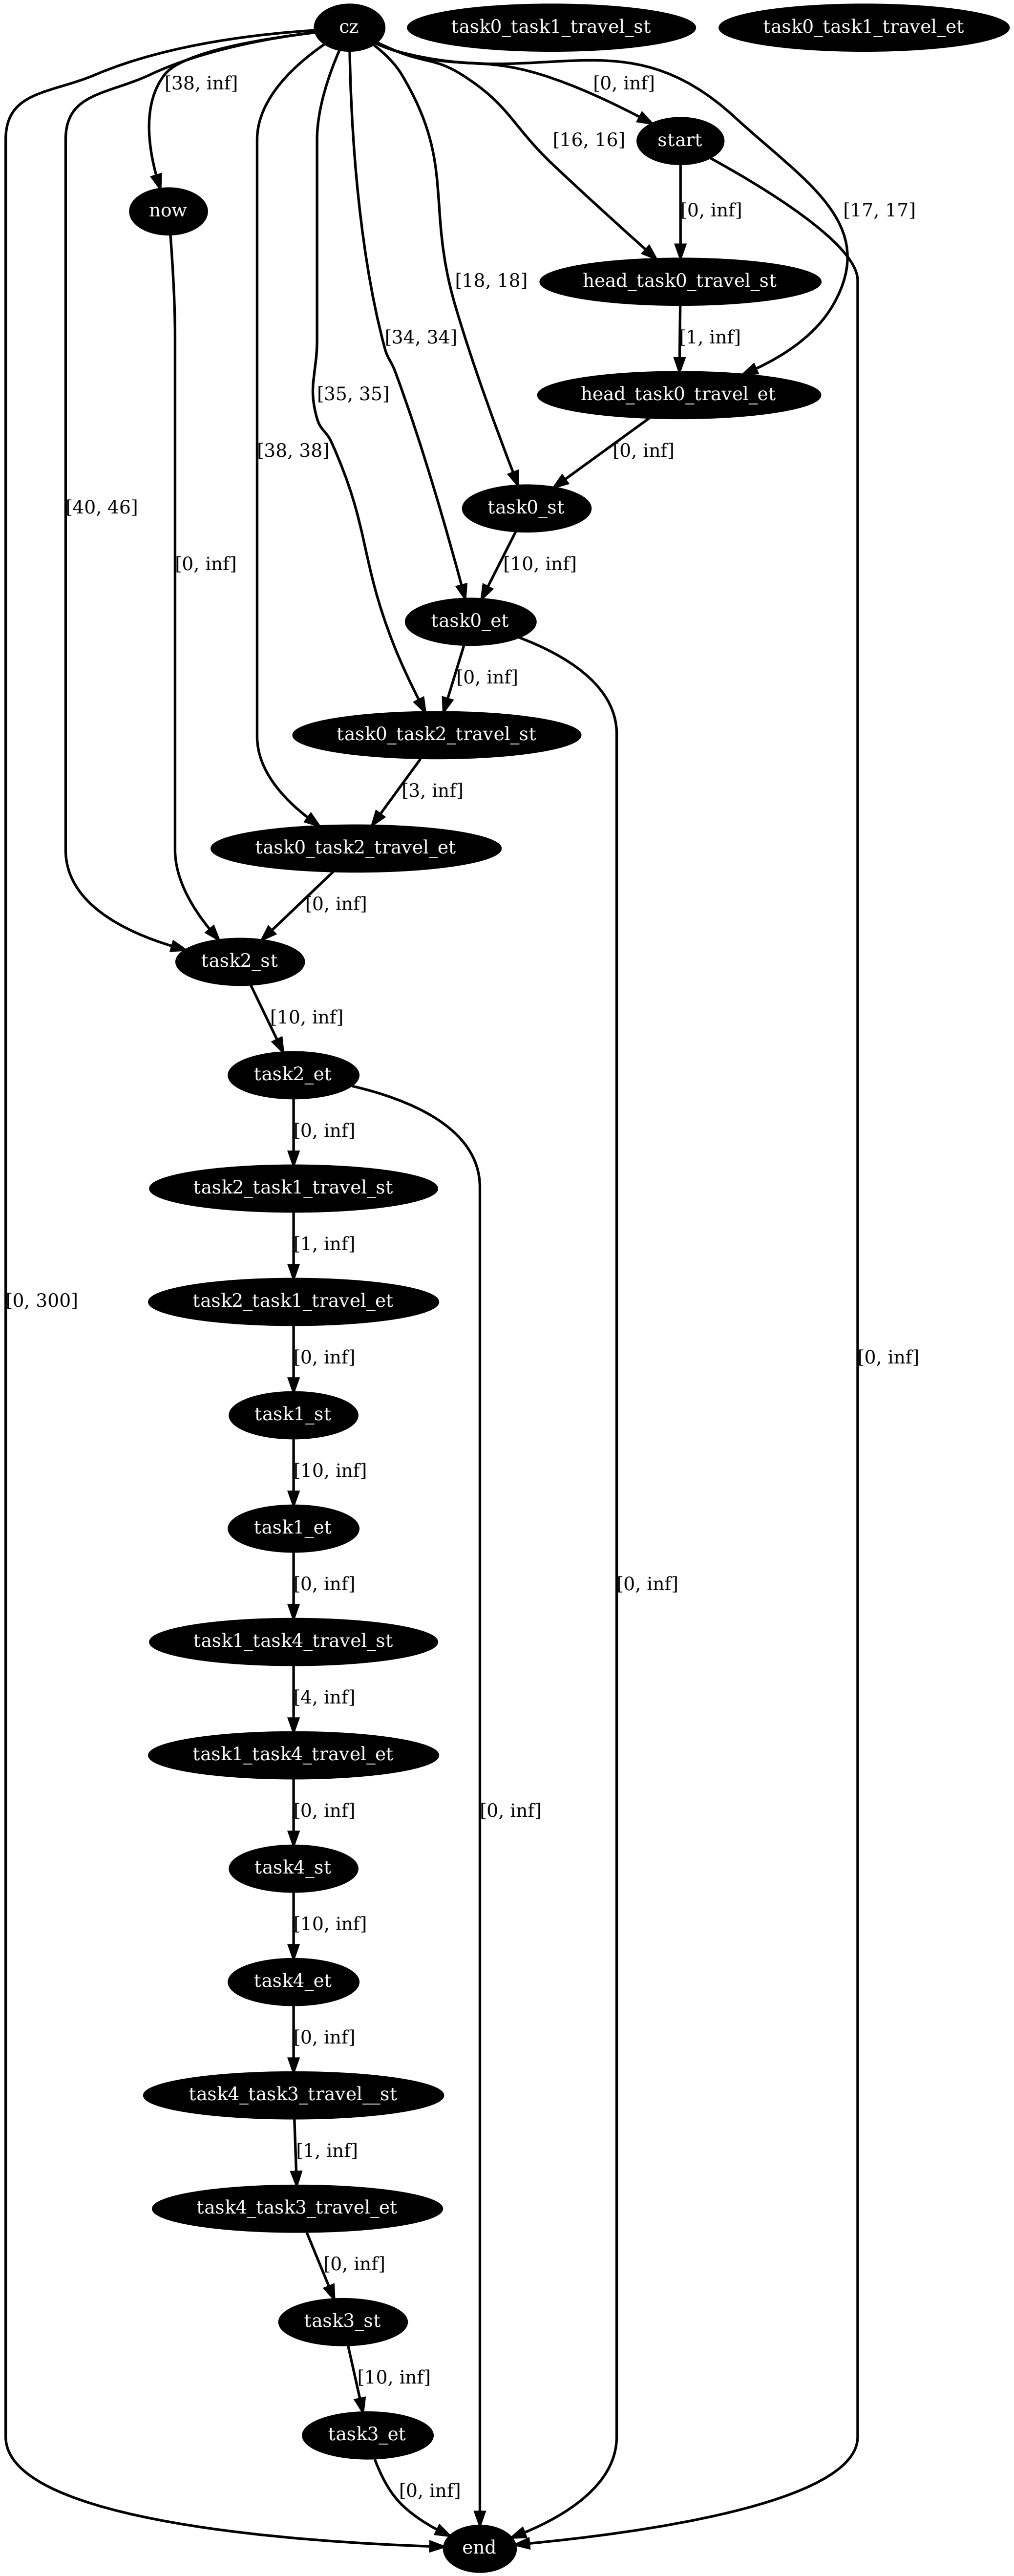 cz
task0_task1_travel_st
task0_task1_travel_et
[38, inf]
[0, inf]
start
[16, 16]
now
[0, inf]
[17, 17]
head_task0_travel_st
[18, 18]
[34, 34]
[1, inf]
[35, 35]
head_task0_travel_et
[38, 38]
[0, inf]
[40, 46]
task0_st
[0, inf]
[10, inf]
task0_et
[0, inf]
task0_task2_travel_st
[3, inf]
task0_task2_travel_et
[0, inf]
task2_st
[10, inf]
task2_et
[0, inf]
task2_task1_travel_st
[1, inf]
task2_task1_travel_et
[0, 300]
[0, inf]
[0, inf]
task1_st
[10, inf]
task1_et
[0, inf]
[0, inf]
task1_task4_travel_st
[4, inf]
task1_task4_travel_et
[0, inf]
[0, inf]
task4_st
[10, inf]
task4_et
[0, inf]
task4_task3_travel__st
[1, inf]
task4_task3_travel_et
[0, inf]
task3_st
[10, inf]
task3_et
[0, inf]
end